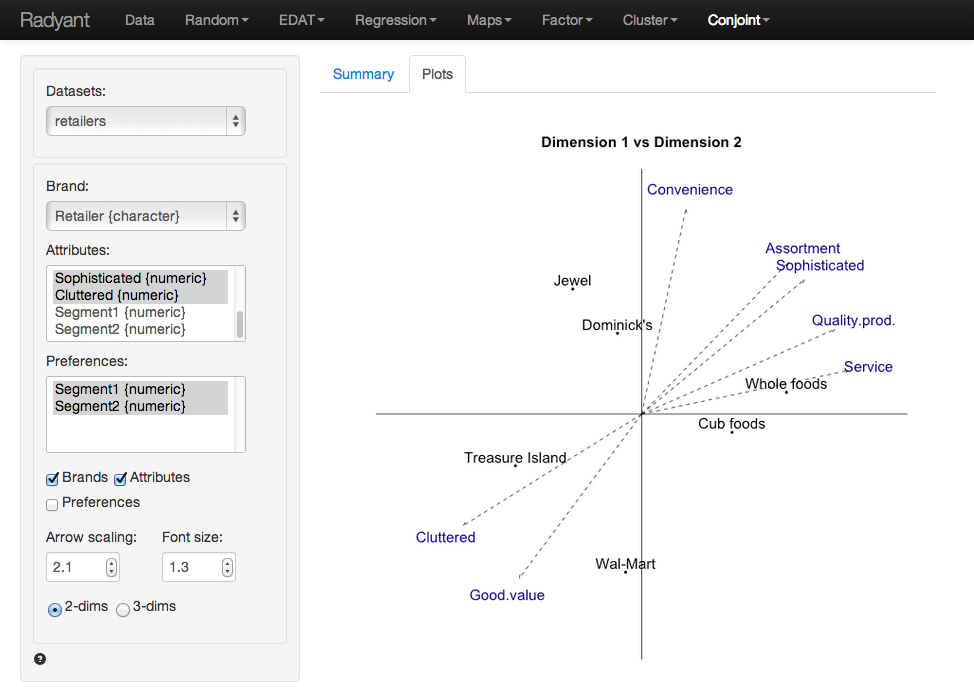 Radyant Data Random EDAT Regression Maps Factor Cluster Conjoint
Datasets:
retailers
Brand:
Retailer {character}
Attributes:
Sophisticated {numeric}
Cluttered {numeric}
Segment1 {numeric}
Segment2 {numeric}
Preferences:
Segment1 {numeric}
Segment2 {numeric}
Brands Attributes
Preferences
Arrow scaling: Font size:
2.1 1.3
2-dims 3-dims
?
Summary Plots
Dimension 1 vs Dimension 2
Convenience
Assortment
Sophisticated
Jewel
Quality.prod.
Dominick's
Service
Whole foods
Cub foods
Treasure Island
Cluttered
Wal-Mart
Good.value